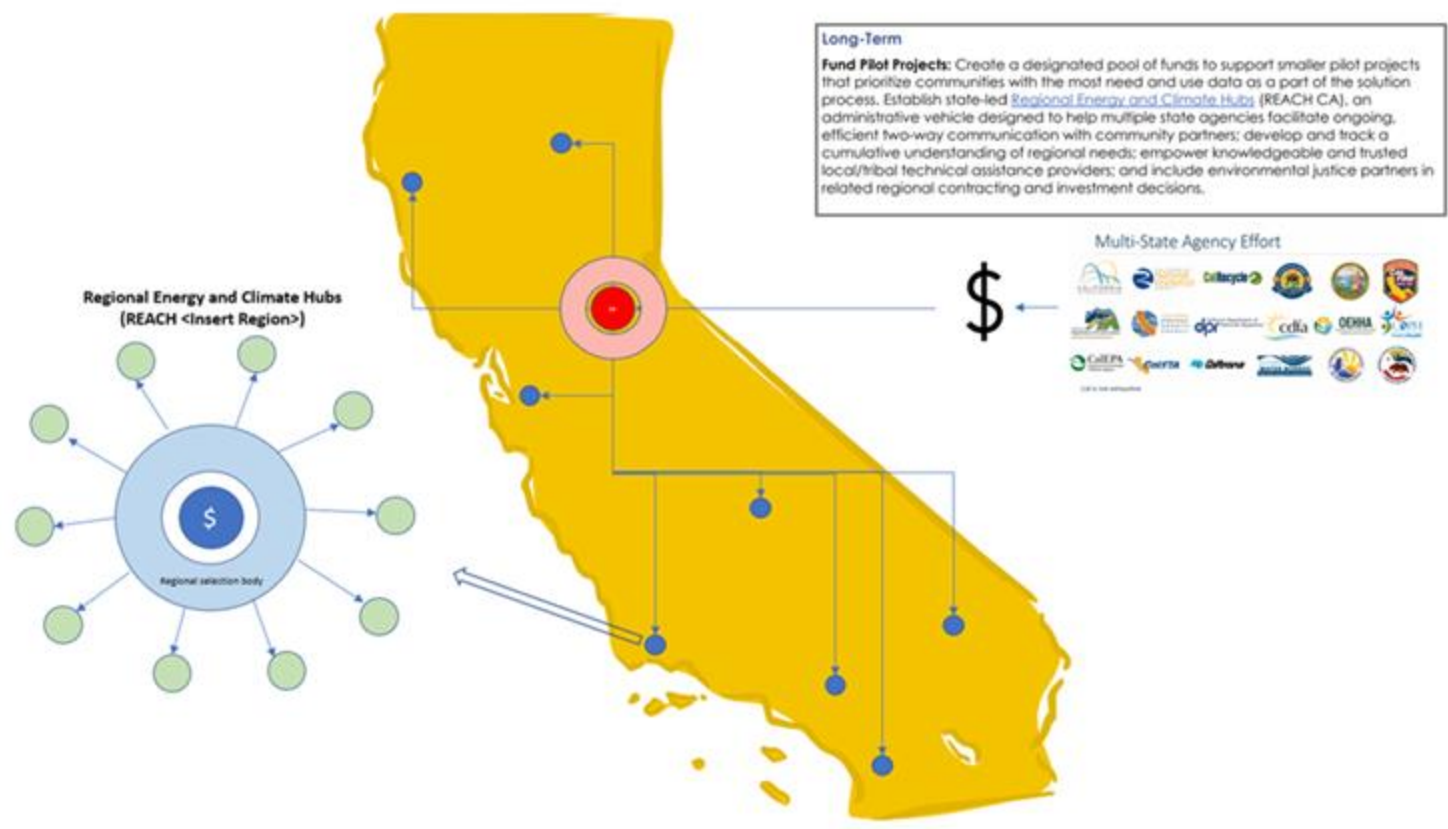 Long-Term
Fund Pilot Projects: Create a designated pool of funds to support smaller pilot projects
that prioritize communities with the most need and use data as a part of the solution
process. Establish state-led Regional Energy and Climate Hubs (REACH CA), an
administrative vehicle designed to help multiple state agencies facilitate ongoing,
efficient two-way communication with community partners; develop and track a
cumulative understanding of regional needs; empower knowledgeable and trusted
local/tribal technical assistance providers; and include environmental justice partners in
related regional contracting and investment decisions.
Multi-State Agency Effort
CalRecycle
dpr
cdfa
OEHHA
CalEPA
CalSTA
Caltrans
List is not exhaustive
$
Regional Energy and Climate Hubs
(REACH <Insert Region>)
$
Regional selection body